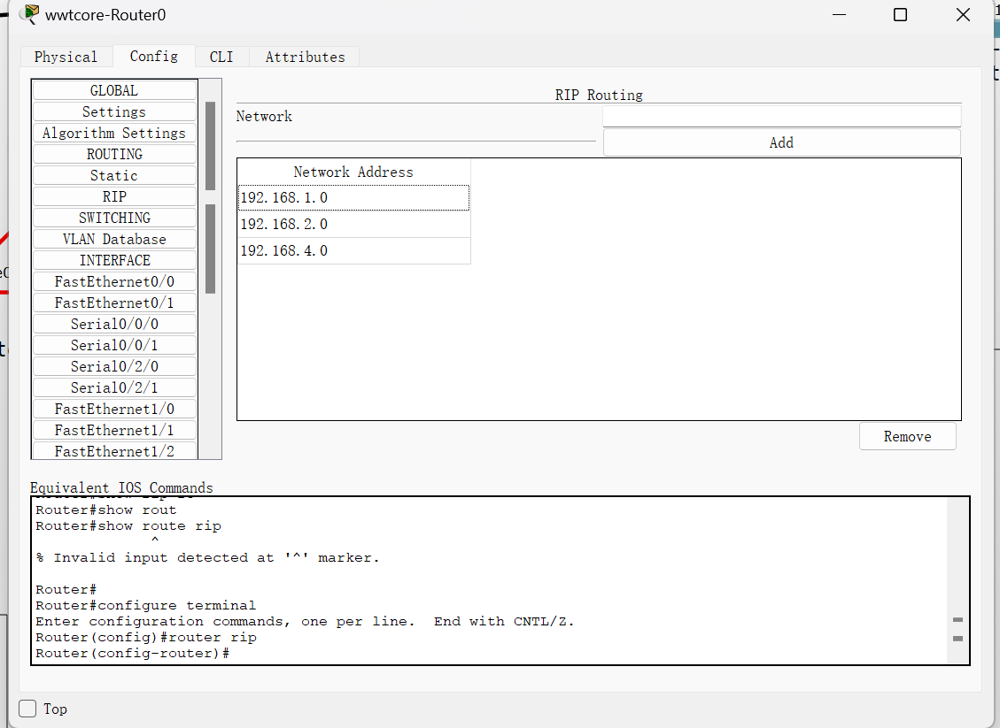 wwtcore-Router0
Physical Config CLI Attributes
GLOBAL
Settings
Algorithm Settings
ROUTING
Static
RIP
SWITCHING
VLAN Database
INTERFACE
FastEthernet0/0
FastEthernet0/1
Serial0/0/0
Serial0/0/1
Serial0/2/0
Serial0/2/1
FastEthernet1/0
FastEthernet1/1
FastEthernet1/2
RIP Routing
Network
Add
Network Address
192.168.1.0
192.168.2.0
192.168.4.0
Remove
Equivalent IOS Commands
Router#show rout
Router#show route rip
^
% Invalid input detected at '^' marker.
Router#
Router#configure terminal
Enter configuration commands, one per line. End with CNTL/Z.
Router(config)#router rip
Router(config-router)#
Top